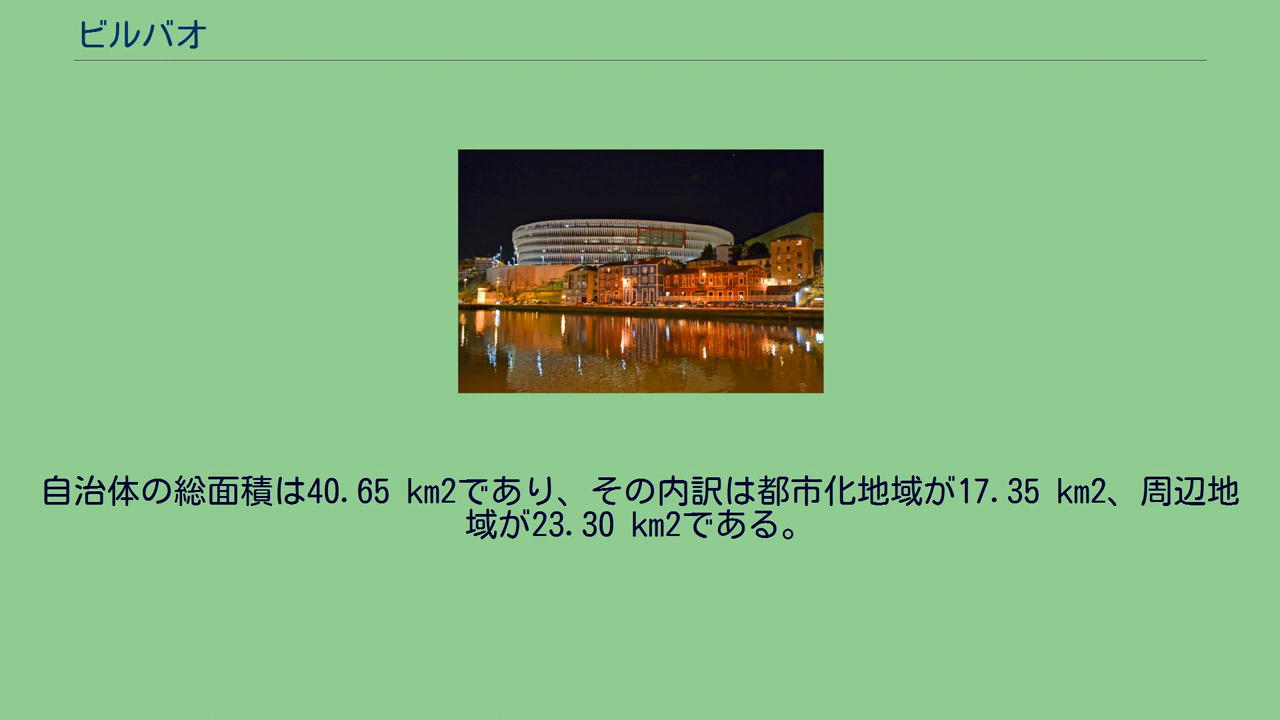 ビルバオ
自治体の総面積は40.65 km2であり、その内訳は都市化地域が17.35 km2、周辺地
域が23.30 km2である。